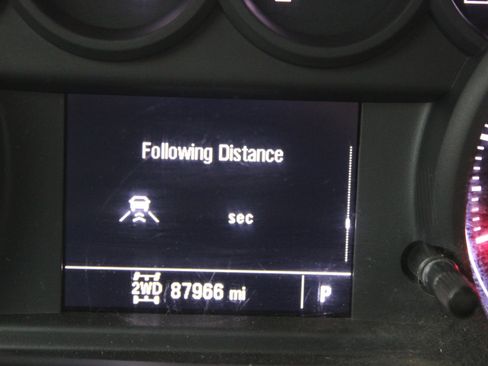 Following Distance
sec
2WD 87966 mi P